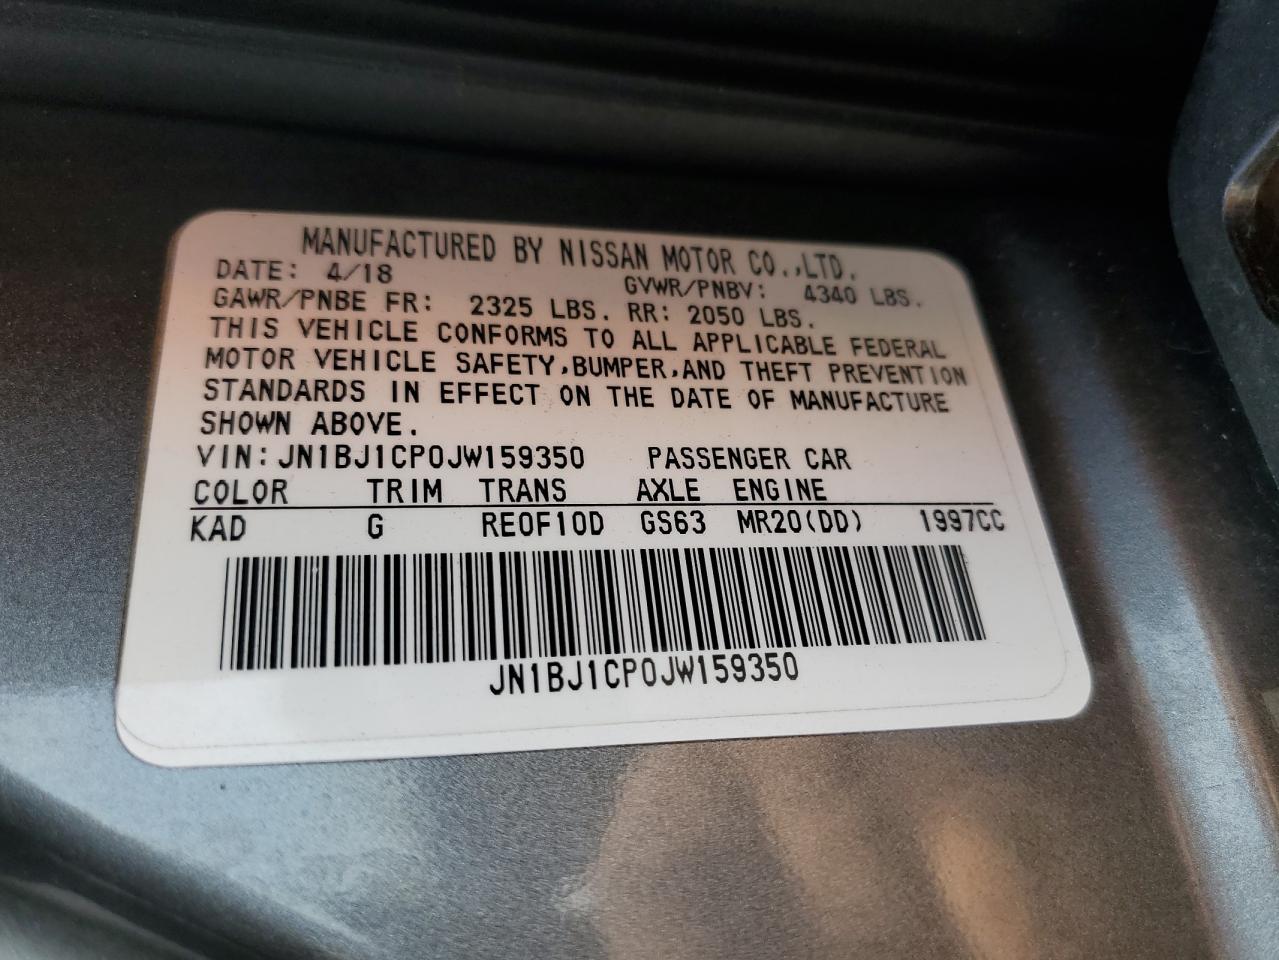 MANUFACTURED BY NISSAN MOTOR CO.,LTD.
DATE: 4/18 GVWR/PNBV: 4340 LBS.
GAWR/PNBE FR: 2325 LBS. RR: 2050 LBS.
THIS VEHICLE CONFORMS TO ALL APPLICABLE FEDERAL
MOTOR VEHICLE SAFETY,BUMPER,AND THEFT PREVENTION
STANDARDS IN EFFECT ON THE DATE OF MANUFACTURE
SHOWN ABOVE.
VIN:JN1BJ1CP0JW159350 PASSENGER CAR
COLOR TRIM TRANS AXLE ENGINE
KAD G RE0F10D GS63 MR20(DD) 1997CC
JN1BJ1CP0JW159350